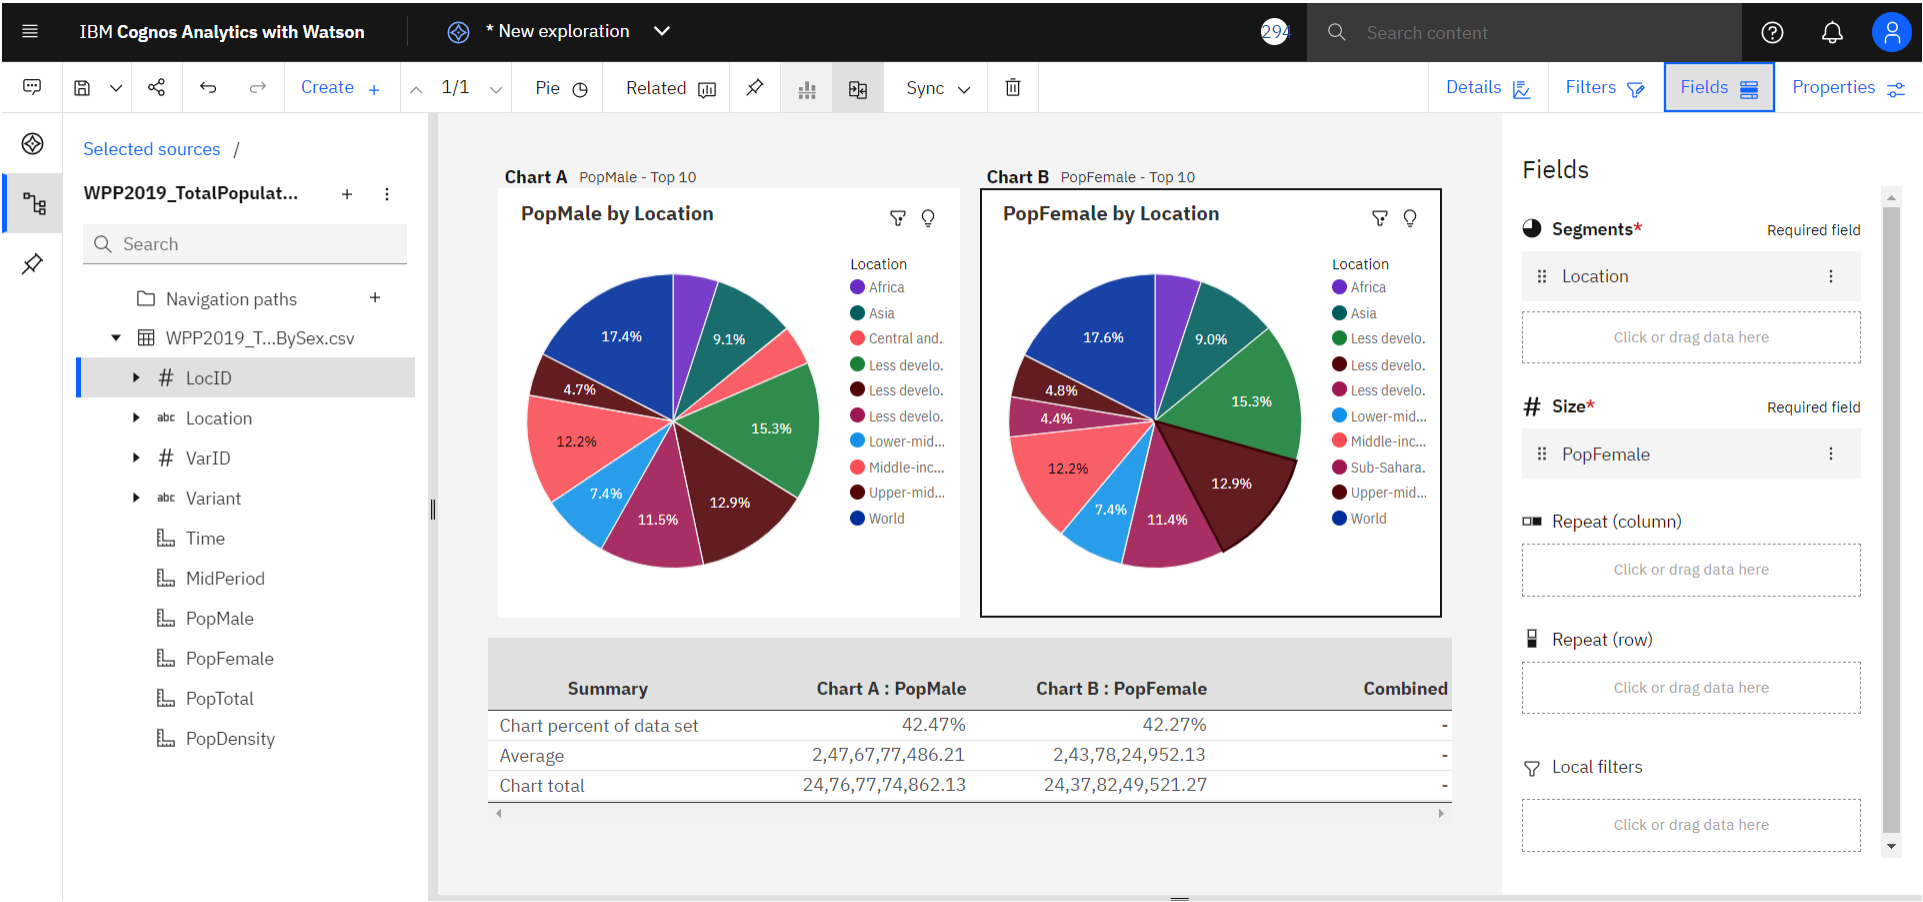 IBM Cognos Analytics with Watson
* New exploration
294
Search content
Create +
1/1
Pie
Related
Sync
Details
Filters
Fields
Properties
Selected sources /
WPP2019_TotalPopulat...
Search
Navigation paths
WPP2019_T...BySex.csv
LocID
abc Location
VarID
abc Variant
Time
MidPeriod
PopMale
PopFemale
PopTotal
PopDensity
Chart A PopMale - Top 10
PopMale by Location
17.4%
9.1%
4.7%
12.2%
15.3%
7.4%
11.5%
12.9%
Location
Africa
Asia
Central and.
Less develo.
Less develo.
Less develo.
Lower-mid...
Middle-inc...
Upper-mid...
World
Chart B PopFemale - Top 10
PopFemale by Location
17.6%
9.0%
4.8%
15.3%
4.4%
12.2%
12.9%
7.4%
11.4%
Location
Africa
Asia
Less develo.
Less develo.
Less develo.
Lower-mid...
Middle-inc...
Sub-Sahara.
Upper-mid...
World
Summary Chart A : PopMale Chart B : PopFemale Combined
Chart percent of data set 42.47% 42.27% -
Average 2,47,67,77,486.21 2,43,78,24,952.13 -
Chart total 24,76,77,74,862.13 24,37,82,49,521.27 -
Fields
Segments* Required field
Location
Click or drag data here
# Size* Required field
PopFemale
Repeat (column)
Click or drag data here
Repeat (row)
Click or drag data here
Local filters
Click or drag data here